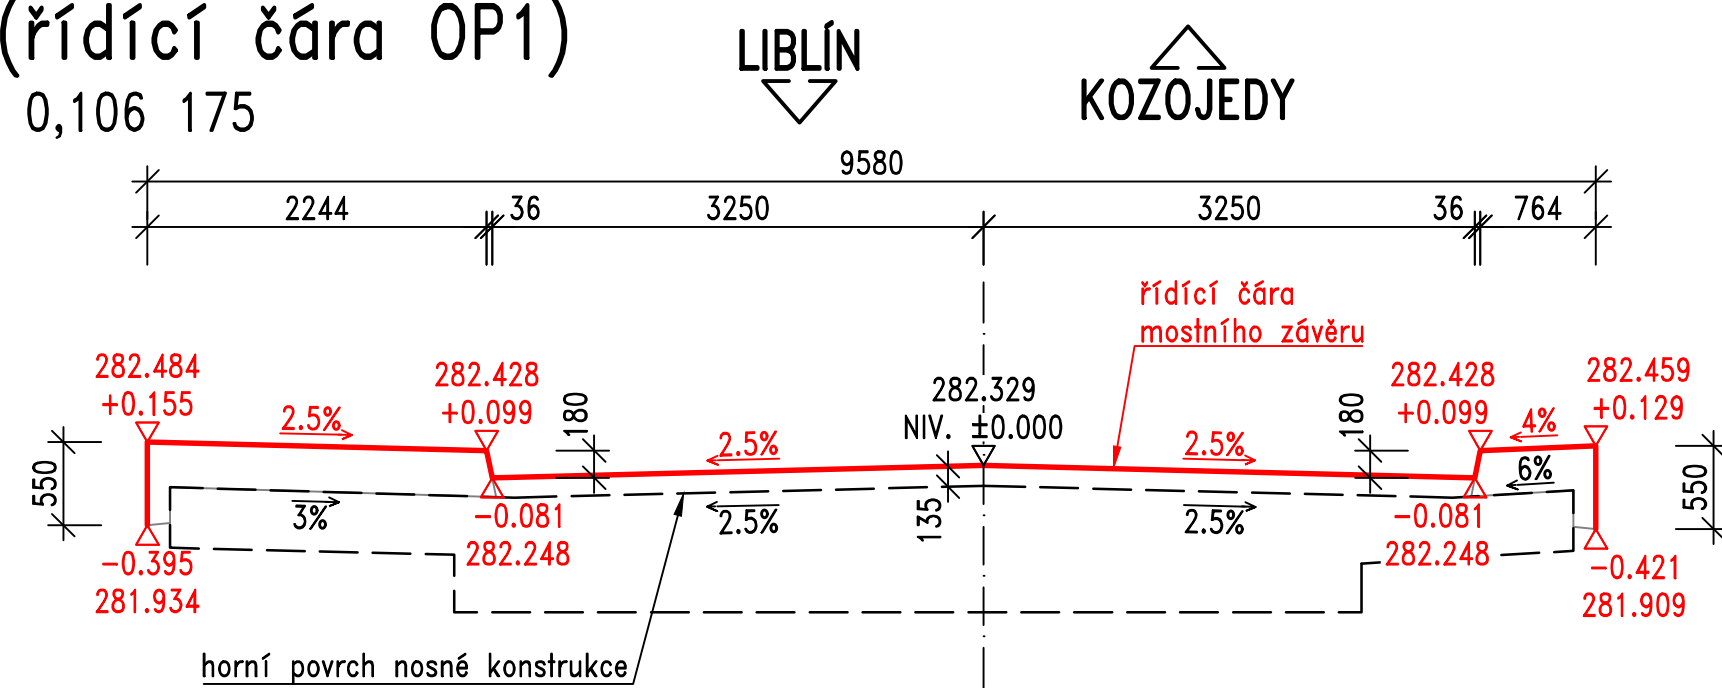 (řídící čára OP1)
0,106 175
LIBLÍN
KOZOJEDY
9580
2244 36 3250 3250 36 764
řídící čára
mostního závěru
282.484 282.428 282.329 282.428 282.459
+0.155 +0.099 NIV. ±0.000 +0.099 +0.129
2.5% 180 2.5% 2.5% 180 4%
550 3% 2.5% 135 2.5% 6% 550
-0.395 -0.081 -0.081 -0.421
281.934 282.248 282.248 281.909
horní povrch nosné konstrukce